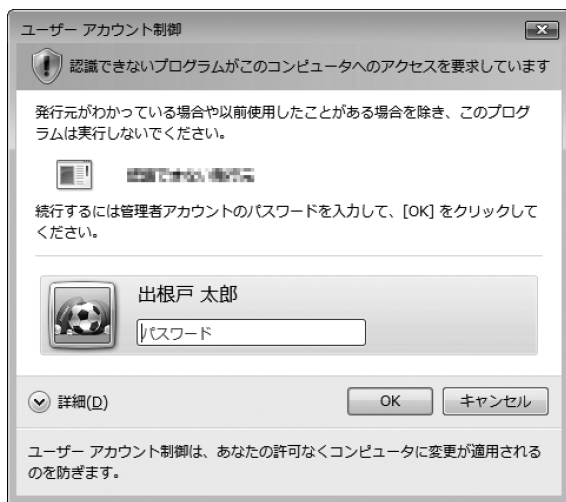 ユーザー アカウント制御
認識できないプログラムがこのコンピュータへのアクセスを要求しています
発行元がわかっている場合や以前使用したことがある場合を除き、このプログ
ラムは実行しないでください。
続行するには管理者アカウントのパスワードを入力して、[OK] をクリックして
ください。
出根戸 太郎
パスワード
詳細(D)
OK
キャンセル
ユーザー アカウント制御は、あなたの許可なくコンピュータに変更が適用される
のを防ぎます。